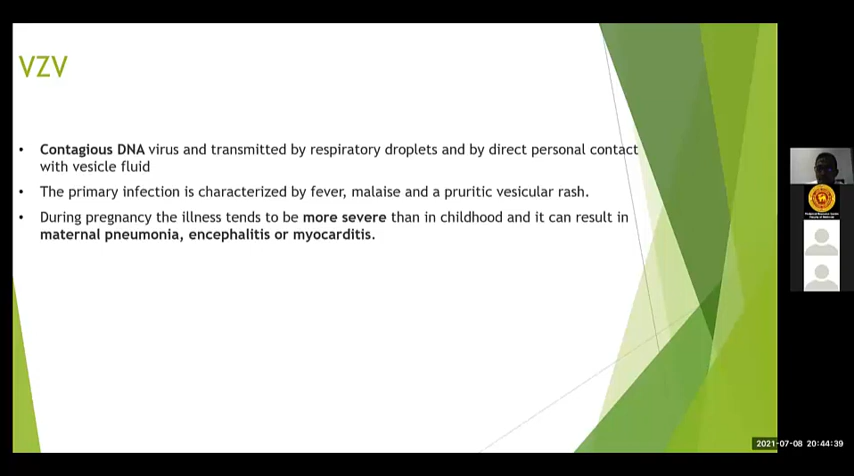 VZV
• Contagious DNA virus and transmitted by respiratory droplets and by direct personal contact
with vesicle fluid
• The primary infection is characterized by fever, malaise and a pruritic vesicular rash.
• During pregnancy the illness tends to be more severe than in childhood and it can result in
maternal pneumonia, encephalitis or myocarditis.
2021-07-08 20:44:39